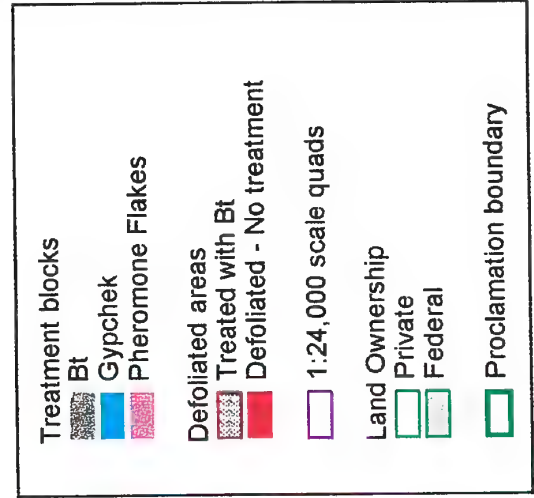 Treatment blocks
Bt
Gypchek
Pheromone Flakes
Defoliated areas
Treated with Bt
Defoliated - No treatment
1:24,000 scale quads
Land Ownership
Private
Federal
Proclamation boundary